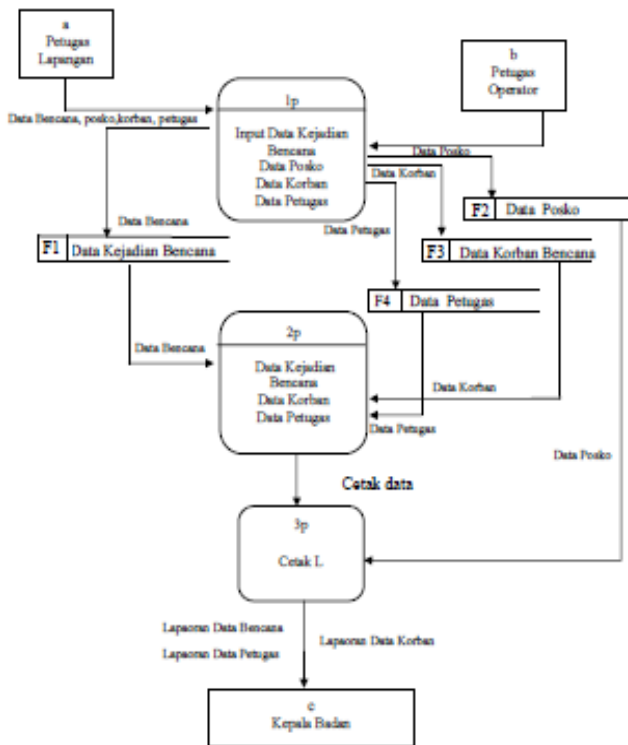 a
Petugas
Lapangan
b
Petugas
Operator
Data Bencana, posko,korban, petugas
1p
Input Data Kejadian
Bencana
Data Posko
Data Korban
Data Petugas
Data Posko
Data Korban
Data Petugas
Data Bencana
F2 Data Posko
F1 Data Kejadian Bencana
F3 Data Korban Bencana
F4 Data Petugas
2p
Data Kejadian
Bencana
Data Korban
Data Petugas
Data Bencana
Data Korban
Data Petugas
Data Posko
Cetak data
3p
Cetak L
Lapaoran Data Bencana
Lapaoran Data Korban
Lapaoran Data Petugas
c
Kepala Badan